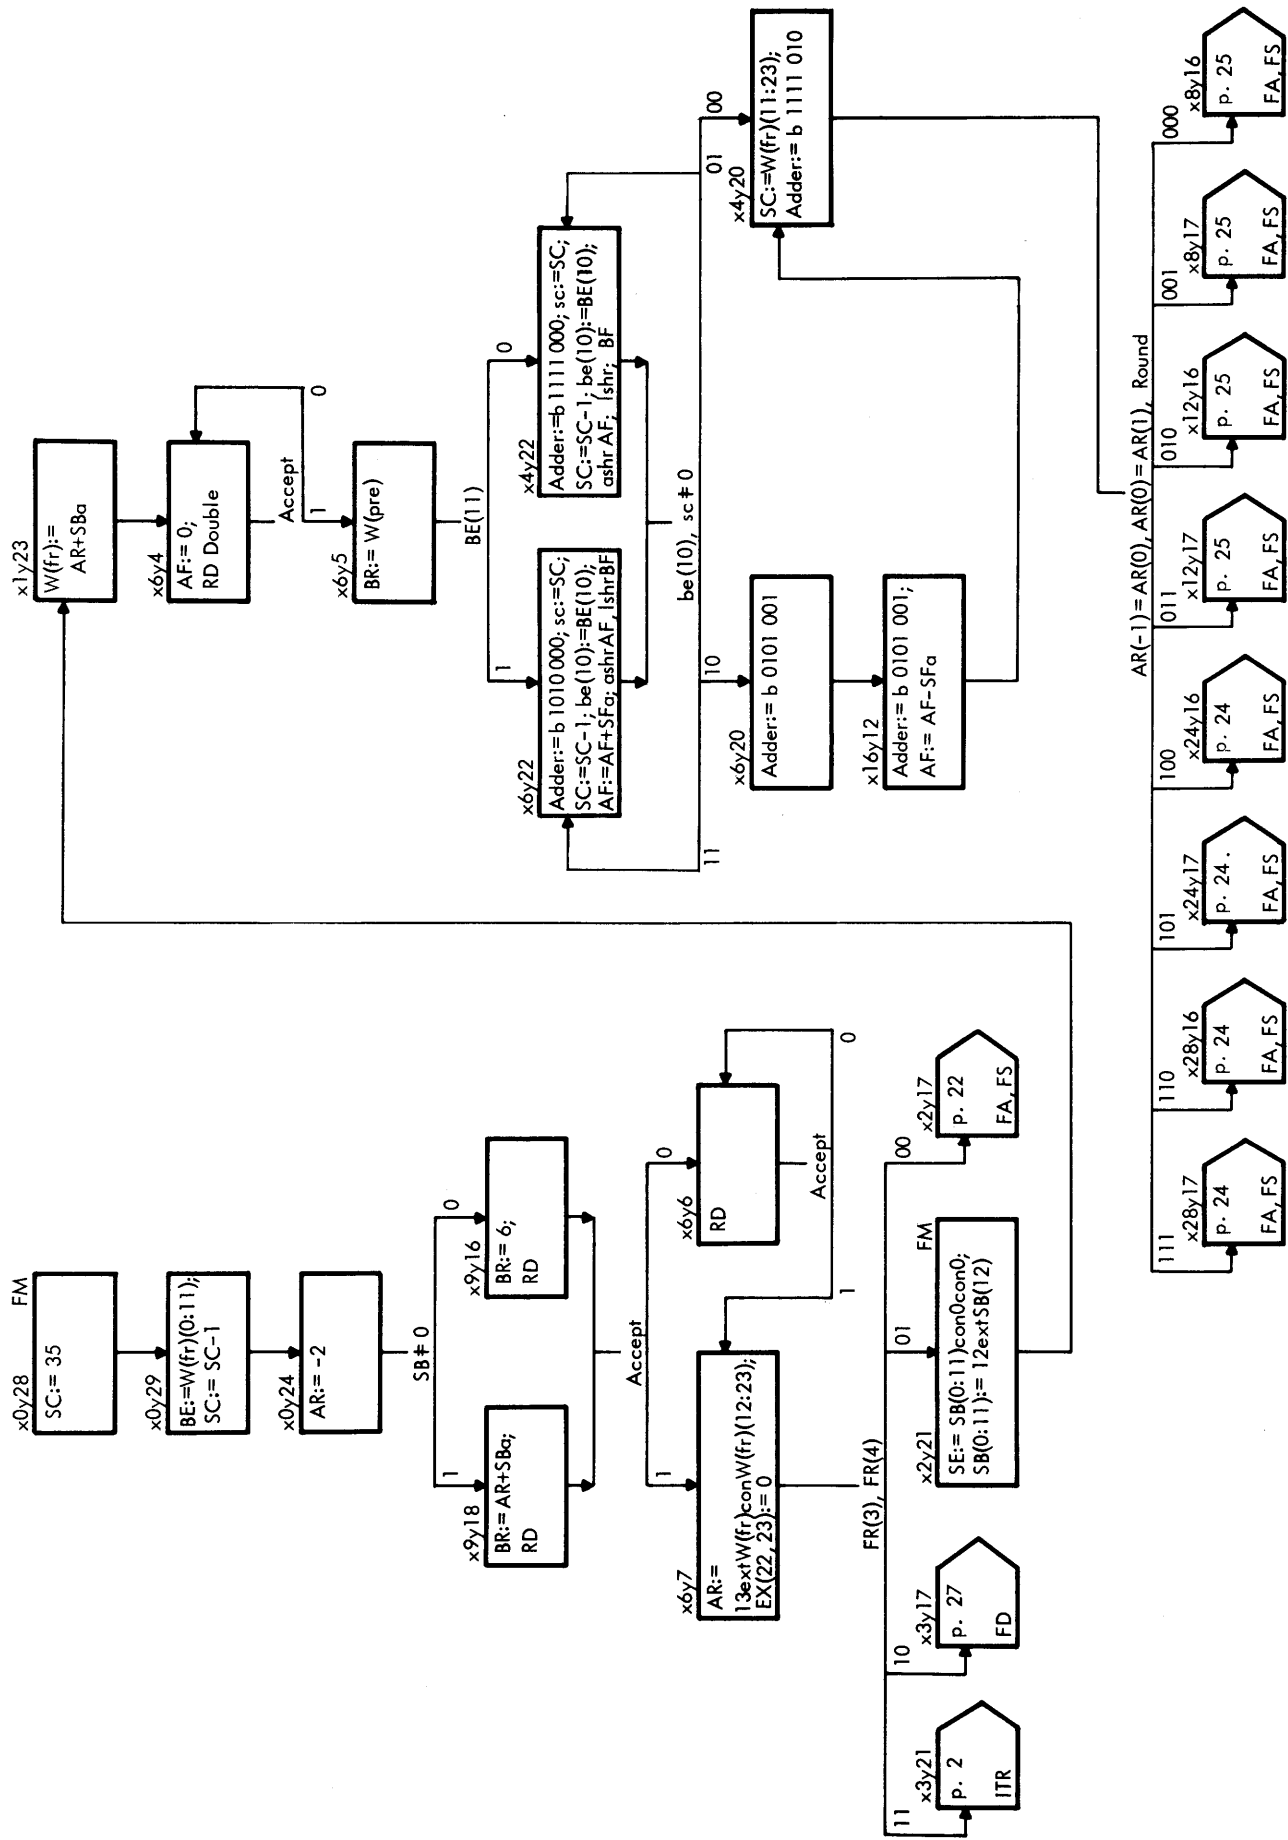 x0y28 FM
SC:= 35
x0y29
BE:=W(fr)(0:11);
SC:= SC-1
x0y24
AR:= -2
SB≠0
1
0
x9y18
BR:= AR+SBa;
RD
x9y16
BR:= 6;
RD
Accept
1
0
x6y7
AR:=
13extW(fr)conW(fr)(12:23);
EX(22, 23):= 0
x6y6
RD
Accept
1
0
FR(3), FR(4)
11
10
01
00
x3y21
p. 2
ITR
x3y17
p. 27
FD
x2y21 FM
SE:= SB(0:11)con0con0;
SB(0:11):= 12extSB(12)
x2y17
p. 22
FA, FS
x1y23
W(fr):=
AR+SBa
x6y4
AF:= 0;
RD Double
Accept
1
0
x6y5
BR:= W(pre)
BE(11)
1
0
x6y22
Adder:=b 1010 000; sc:=SC;
SC:=SC-1; be(10):=BE(10);
AF:=AF+SFa; ashrAF, lshrBF
x4y22
Adder:=b 1111 000; sc:=SC;
SC:=SC-1; be(10):=BE(10);
ashr AF; lshr; BF
be(10), sc≠0
11
10
01
00
x6y20
Adder:= b 0101 001
x16y12
Adder:= b 0101 001;
AF:= AF-SFa
x4y20
SC:=W(fr)(11:23);
Adder:= b 1111 010
AR(-1)=AR(0), AR(0)=AR(1), Round
111
110
101
100
011
010
001
000
x28y17
p. 24
FA, FS
x28y16
p. 24
FA, FS
x24y17
p. 24.
FA, FS
x24y16
p. 24
FA, FS
x12y17
p. 25
FA, FS
x12y16
p. 25
FA, FS
x8y17
p. 25
FA, FS
x8y16
p. 25
FA, FS